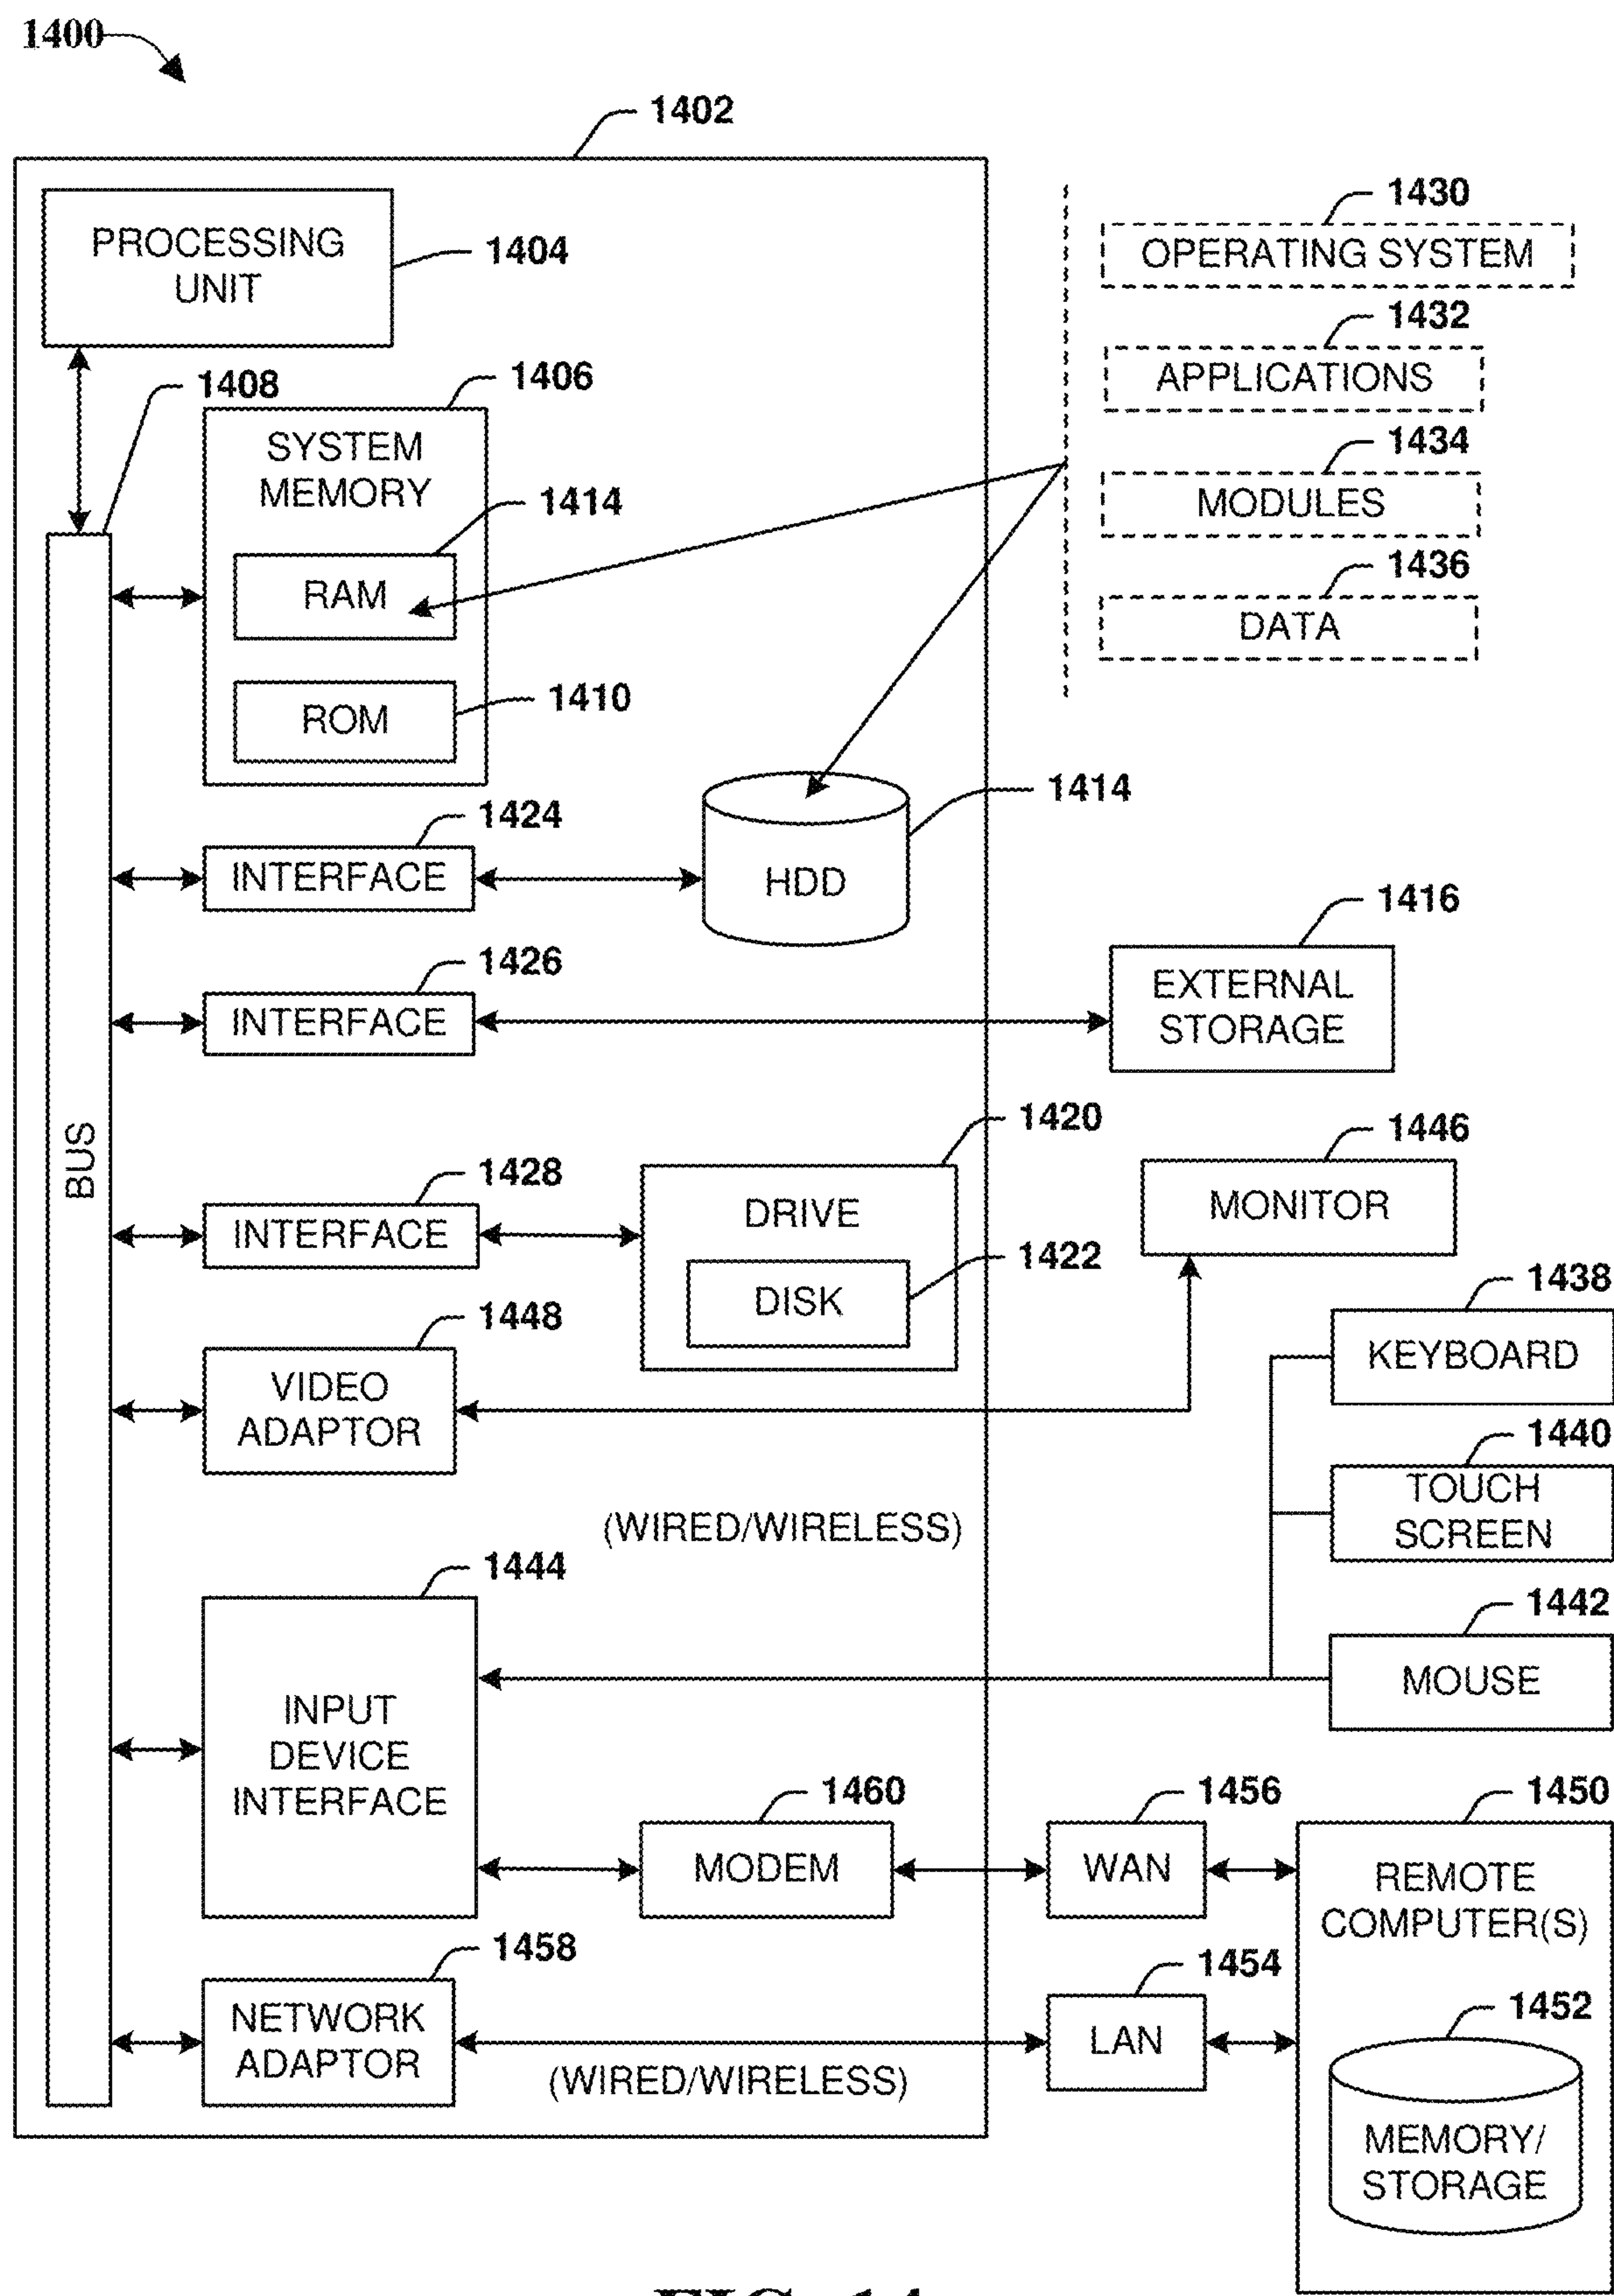 1400
1402
PROCESSING
UNIT
1404
1408
1406
SYSTEM
MEMORY
1414
RAM
1410
ROM
1430
OPERATING SYSTEM
1432
APPLICATIONS
1434
MODULES
1436
DATA
BUS
1424
INTERFACE
1414
HDD
1426
INTERFACE
1416
EXTERNAL
STORAGE
1428
INTERFACE
1420
DRIVE
1422
DISK
1446
MONITOR
1448
VIDEO
ADAPTOR
1438
KEYBOARD
1440
TOUCH
SCREEN
(WIRED/WIRELESS)
1442
MOUSE
1444
INPUT
DEVICE
INTERFACE
1460
MODEM
1456
WAN
1450
REMOTE
COMPUTER(S)
1458
NETWORK
ADAPTOR
(WIRED/WIRELESS)
1454
LAN
1452
MEMORY/
STORAGE